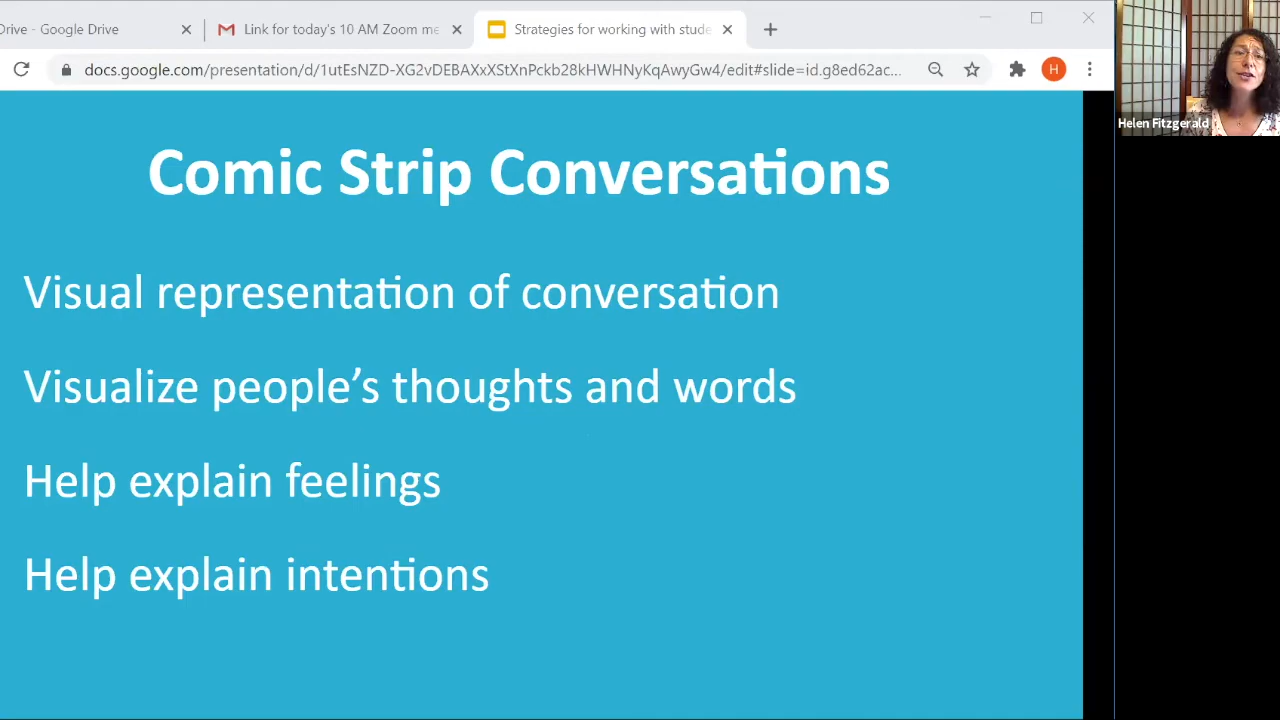 Drive - Google Drive
Link for today's 10 AM Zoom me
Strategies for working with stude
docs.google.com/presentation/d/1utEeNZD-XG2vDEBAXxXStXnPckb28kHWHNyKqAwyGw4/edit#slide=id.g8ed62ac...
H
Helen Fitzgerald
Comic Strip Conversations
Visual representation of conversation
Visualize people’s thoughts and words
Help explain feelings
Help explain intentions